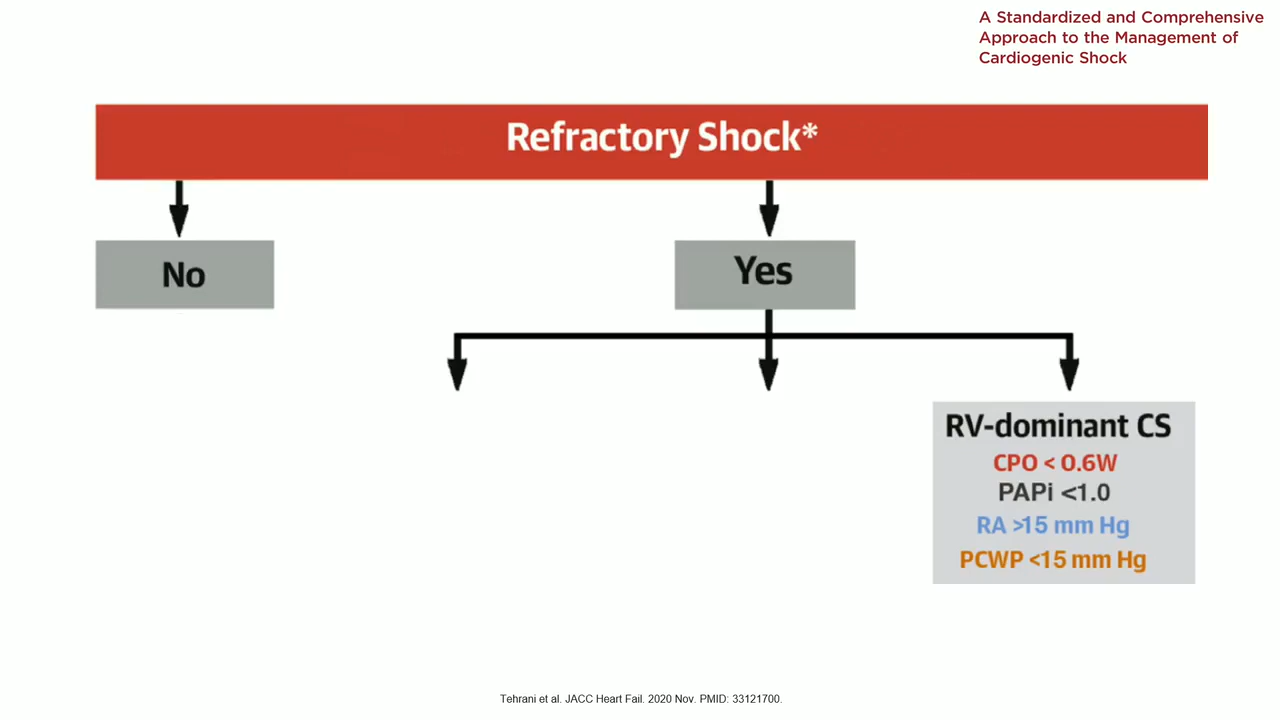 A Standardized and Comprehensive
Approach to the Management of
Cardiogenic Shock
Refractory Shock*
No
Yes
RV-dominant CS
CPO < 0.6W
PAPi <1.0
RA >15 mm Hg
PCWP <15 mm Hg
Tehrani et al. JACC Heart Fail. 2020 Nov. PMID: 33121700.